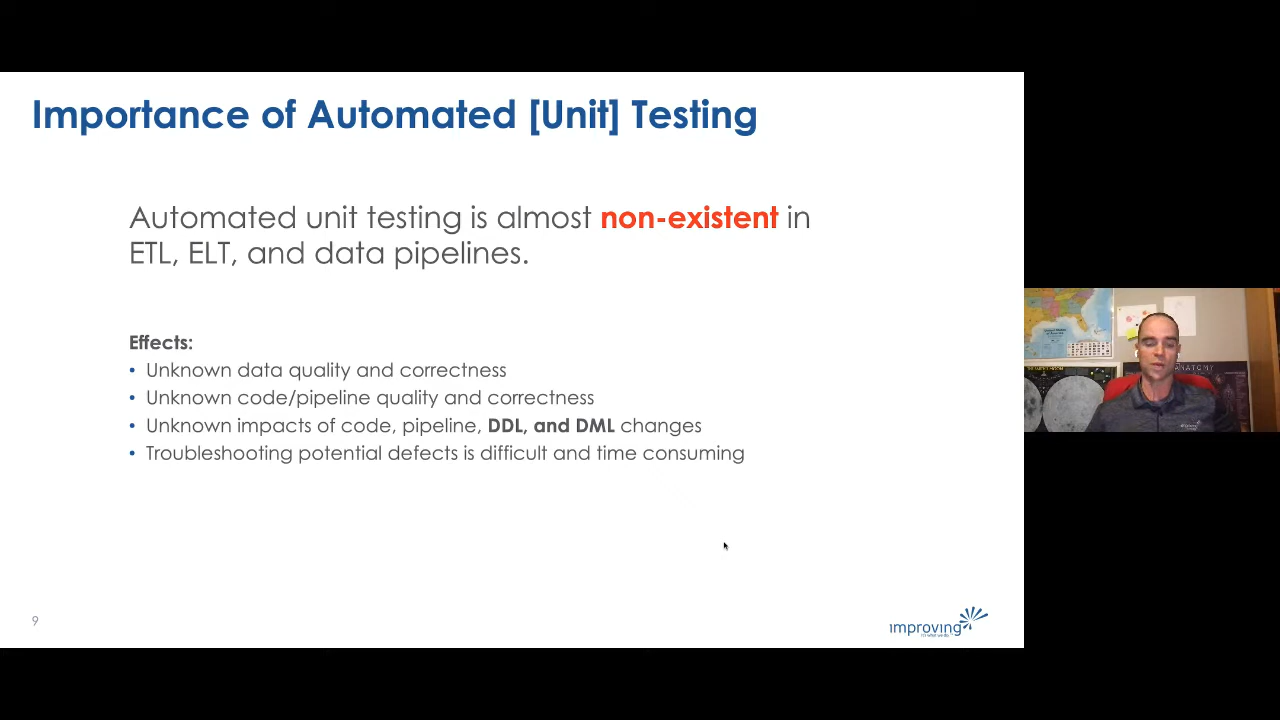 Importance of Automated [Unit] Testing
Automated unit testing is almost non-existent in
ETL, ELT, and data pipelines.
Effects:
• Unknown data quality and correctness
• Unknown code/pipeline quality and correctness
• Unknown impacts of code, pipeline, DDL, and DML changes
• Troubleshooting potential defects is difficult and time consuming
9
improving
ANATOMY